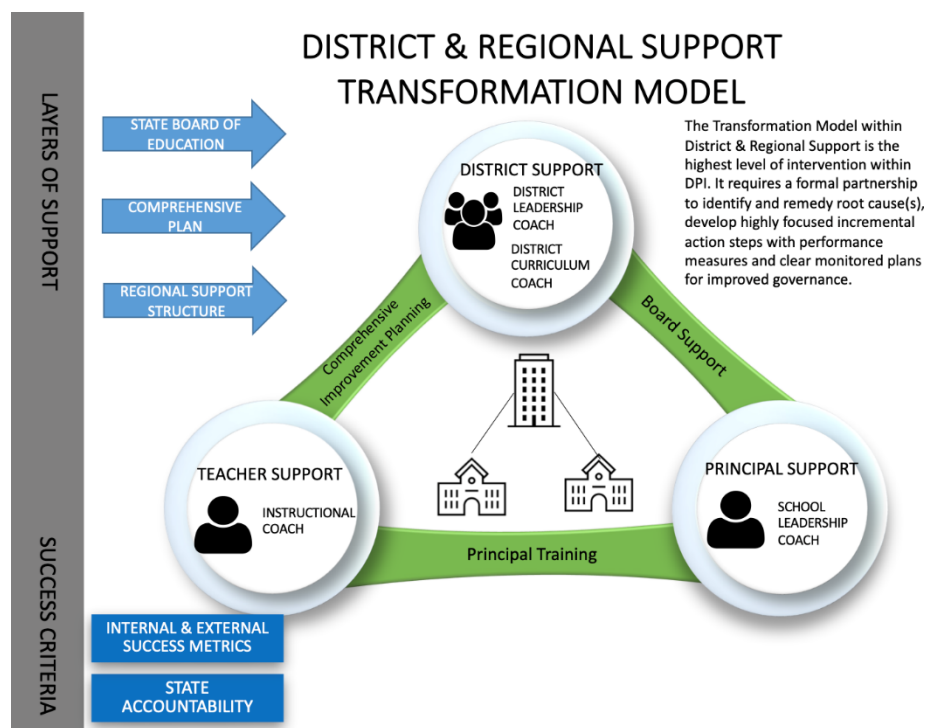 DISTRICT & REGIONAL SUPPORT
TRANSFORMATION MODEL
LAYERS OF SUPPORT
STATE BOARD OF
EDUCATION
COMPREHENSIVE
PLAN
REGIONAL SUPPORT
STRUCTURE
The Transformation Model within
District & Regional Support is the
highest level of intervention within
DPI. It requires a formal partnership
to identify and remedy root cause(s),
develop highly focused incremental
action steps with performance
measures and clear monitored plans
for improved governance.
DISTRICT SUPPORT
DISTRICT
LEADERSHIP
COACH
DISTRICT
CURRICULUM
COACH
Comprehensive
Improvement Planning
Board Support
TEACHER SUPPORT
INSTRUCTIONAL
COACH
PRINCIPAL SUPPORT
SCHOOL
LEADERSHIP
COACH
Principal Training
SUCCESS CRITERIA
INTERNAL & EXTERNAL
SUCCESS METRICS
STATE
ACCOUNTABILITY